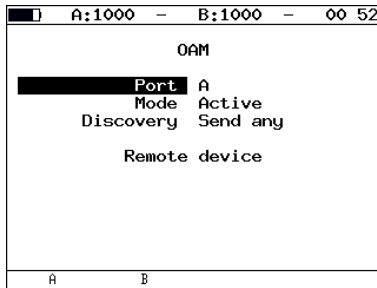 A:1000 – B:1000 – 00 52
OAM
Port A
Mode Active
Discovery Send any
Remote device
A B